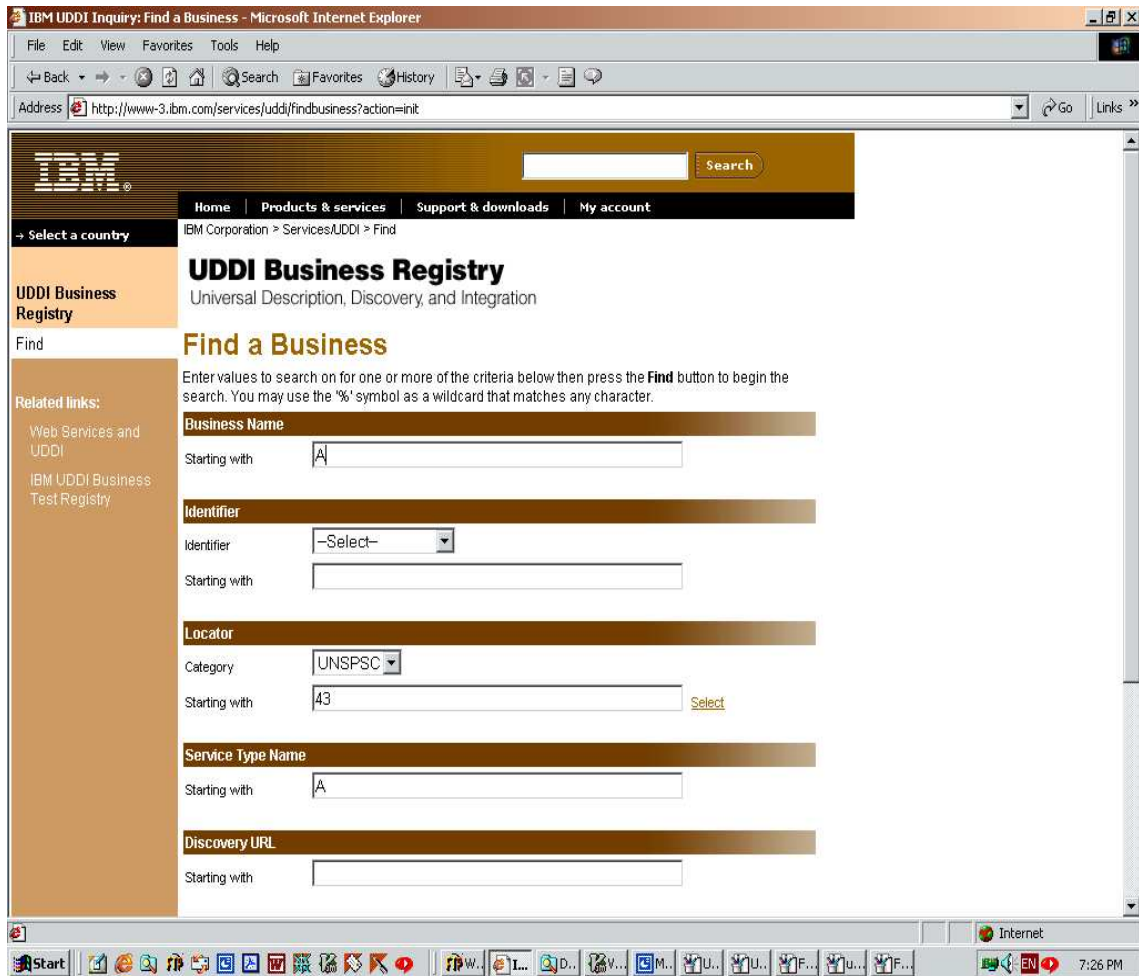 IBM UDDI Inquiry: Find a Business - Microsoft Internet Explorer
File Edit View Favorites Tools Help
Back Search Favorites History
Address http://www-3.ibm.com/services/uddi/findbusiness?action=init Go Links »
IBM®
Search
Home | Products & services | Support & downloads | My account
→ Select a country
IBM Corporation > Services/UDDI > Find
UDDI Business Registry
Universal Description, Discovery, and Integration
UDDI Business
Registry
Find
Related links:
Web Services and
UDDI
IBM UDDI Business
Test Registry
Find a Business
Enter values to search on for one or more of the criteria below then press the Find button to begin the
search. You may use the '%' symbol as a wildcard that matches any character.
Business Name
Starting with A
Identifier
Identifier --Select--
Starting with
Locator
Category UNSPSC
Starting with 43 Select
Service Type Name
Starting with A
Discovery URL
Starting with
Internet
Start W.. I... D.. V... M.. U.. U.. F... u... F... EN 7:26 PM